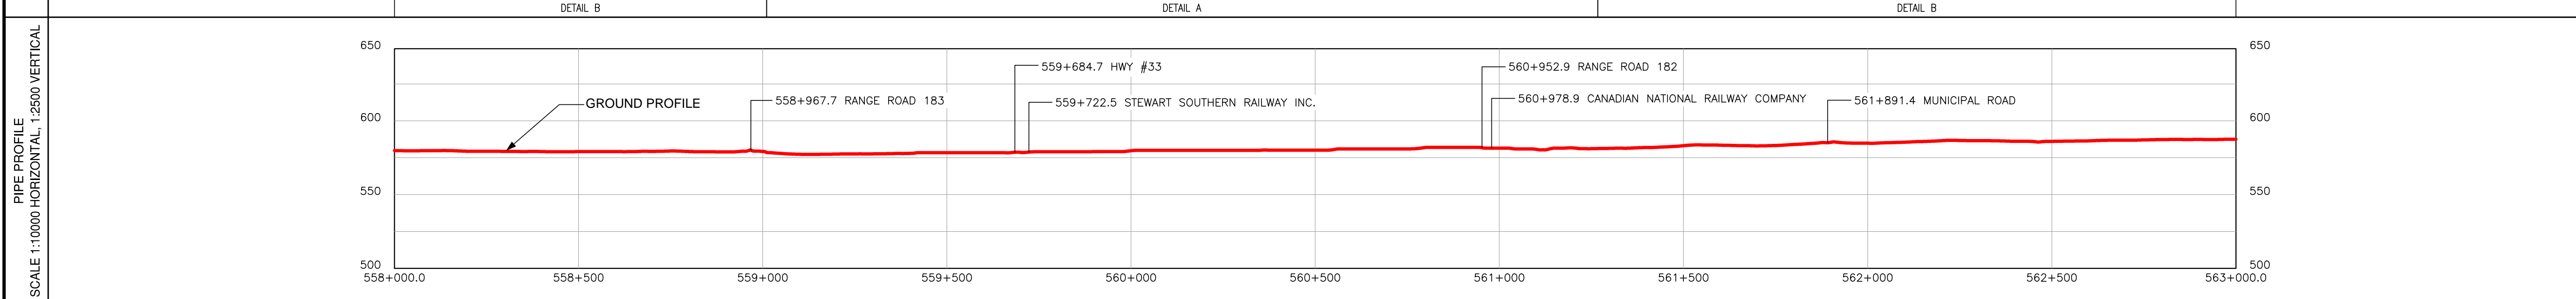 DETAIL B
DETAIL A
DETAIL B
PIPE PROFILE
SCALE 1:10000 HORIZONTAL, 1:2500 VERTICAL
650
600
550
500
GROUND PROFILE
558+967.7 RANGE ROAD 183
559+684.7 HWY #33
559+722.5 STEWART SOUTHERN RAILWAY INC.
560+952.9 RANGE ROAD 182
560+978.9 CANADIAN NATIONAL RAILWAY COMPANY
561+891.4 MUNICIPAL ROAD
650
600
550
500
558+000.0
558+500
559+000
559+500
560+000
560+500
561+000
561+500
562+000
562+500
563+000.0